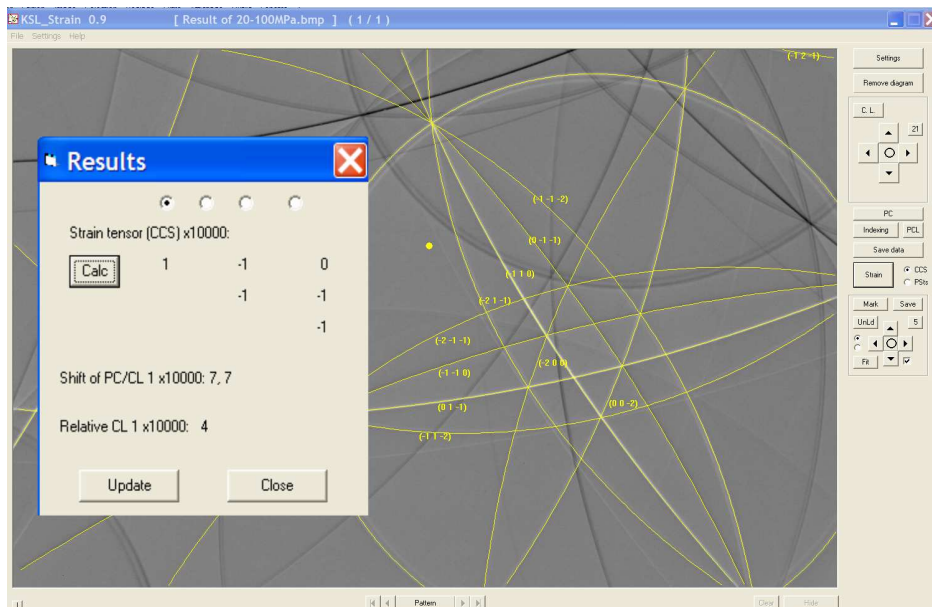 KSL_Strain 0.9 [ Result of 20-100MPa.bmp ] ( 1 / 1 )
File Settings Help
(-1 2 -1)
Settings
Remove diagram
C. L.
21
Results
(-1 -1 -2)
Strain tensor (CCS) x10000:
(0 -1 -1)
PC
Indexing PCL
Save data
Calc 1 -1 0
(-1 1 0)
Strain CCS
PSts
-1 -1
(-2 1 -1)
Mark Save
-1
UnLd 5
(-2 -1 -1)
Fit
(-2 0 0)
Shift of PC/CL 1 x10000: 7, 7
(-1 -1 0)
(0 1 -1)
(0 0 -2)
Relative CL 1 x10000: 4
(-1 1 -2)
Update Close
Pattern
Clear Hide